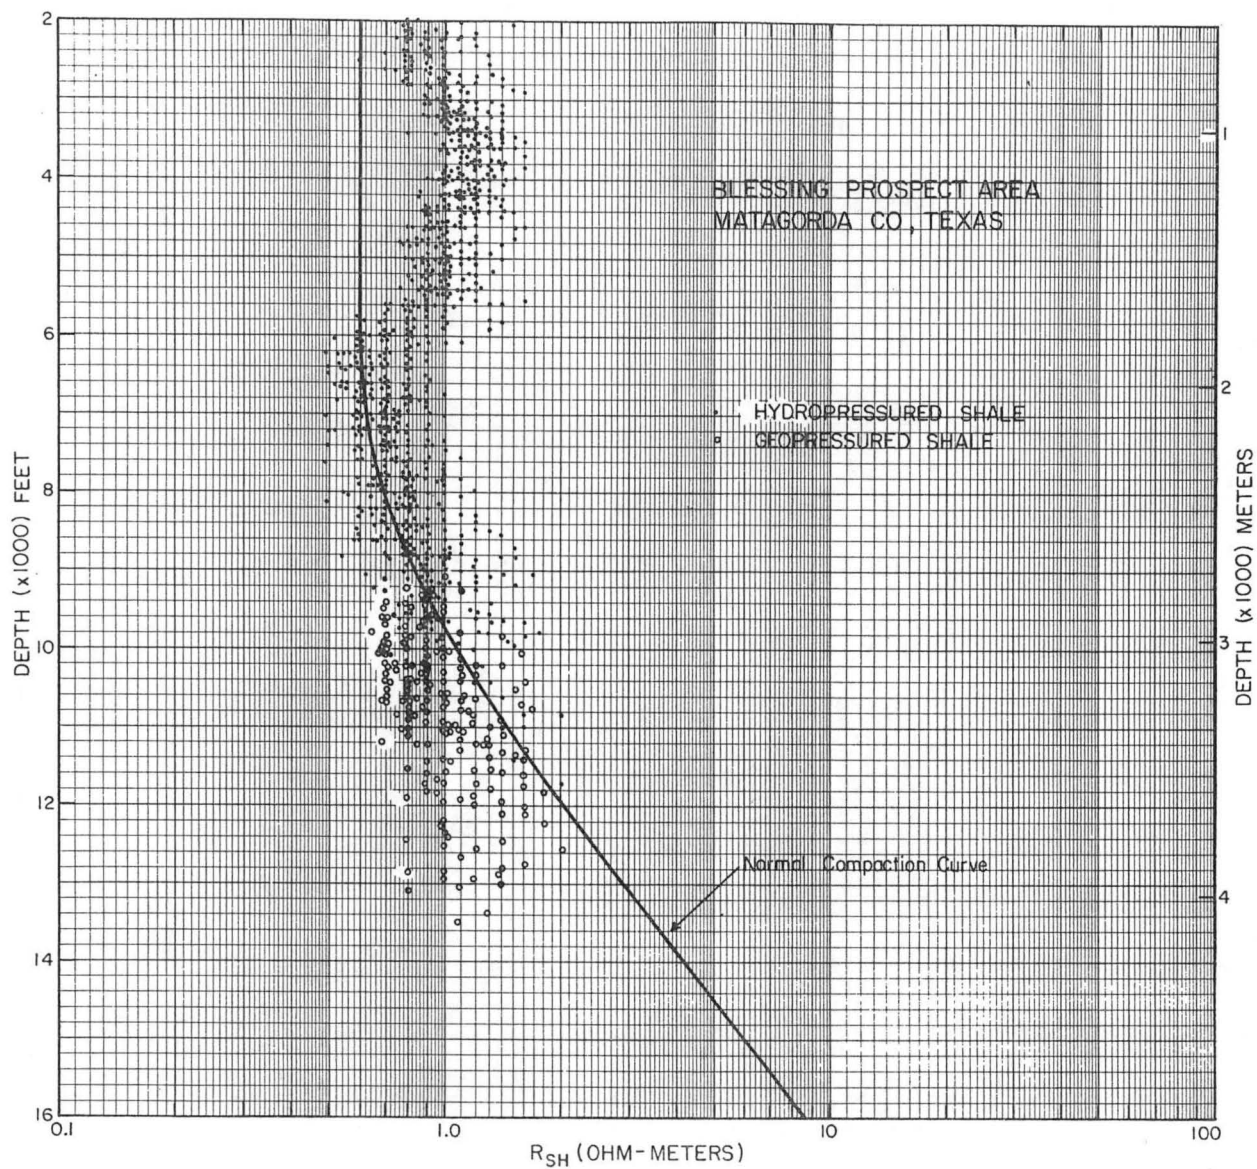 2
4
6
8
10
12
14
16
DEPTH (x1000) FEET
BLESSING PROSPECT AREA
MATAGORDA CO, TEXAS
HYDROPRESSURED SHALE
GEOPRESSURED SHALE
Normal Compaction Curve
1
2
3
4
DEPTH (x1000) METERS
0.1
1.0
10
100
RSH (OHM-METERS)